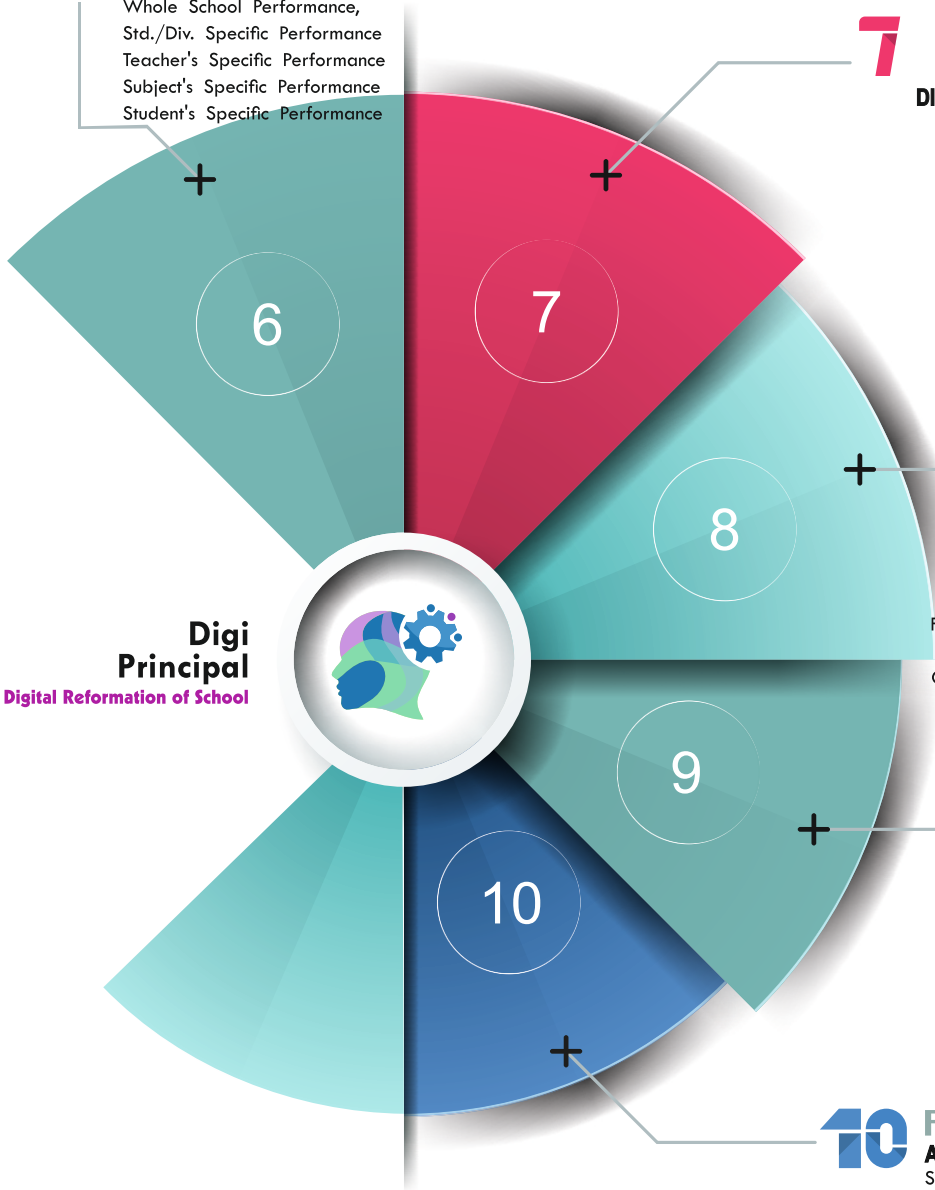 Whole School Performance,
Std./Div. Specific Performance
Teacher's Specific Performance
Subject's Specific Performance
Student's Specific Performance
7
DI
6
7
8
9
10
Digi
Principal
Digital Reformation of School
10
F
A
S